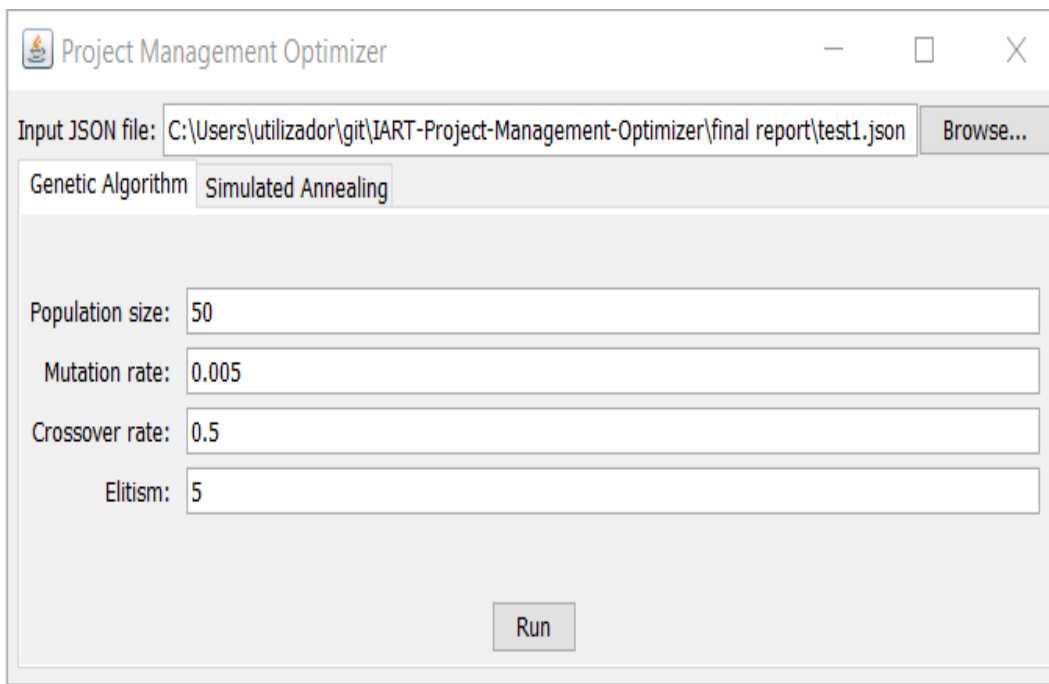 Project Management Optimizer
Input JSON file: C:\Users\utilizador\git\IART-Project-Management-Optimizer\final report\test1.json Browse...
Genetic Algorithm Simulated Annealing
Population size: 50
Mutation rate: 0.005
Crossover rate: 0.5
Elitism: 5
Run